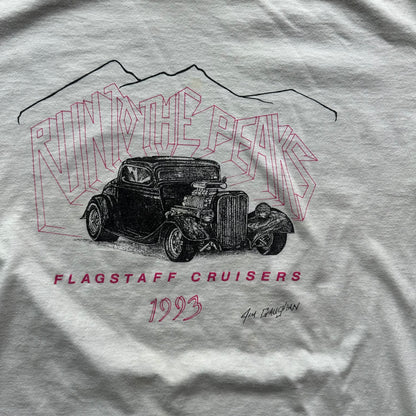 RUN TO THE PEAKS
FLAGSTAFF CRUISERS
1993